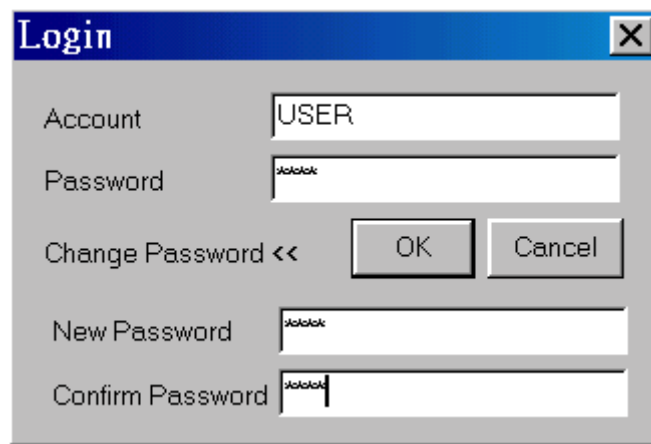 Login
Account USER
Password ****
Change Password << OK Cancel
New Password ****
Confirm Password ****